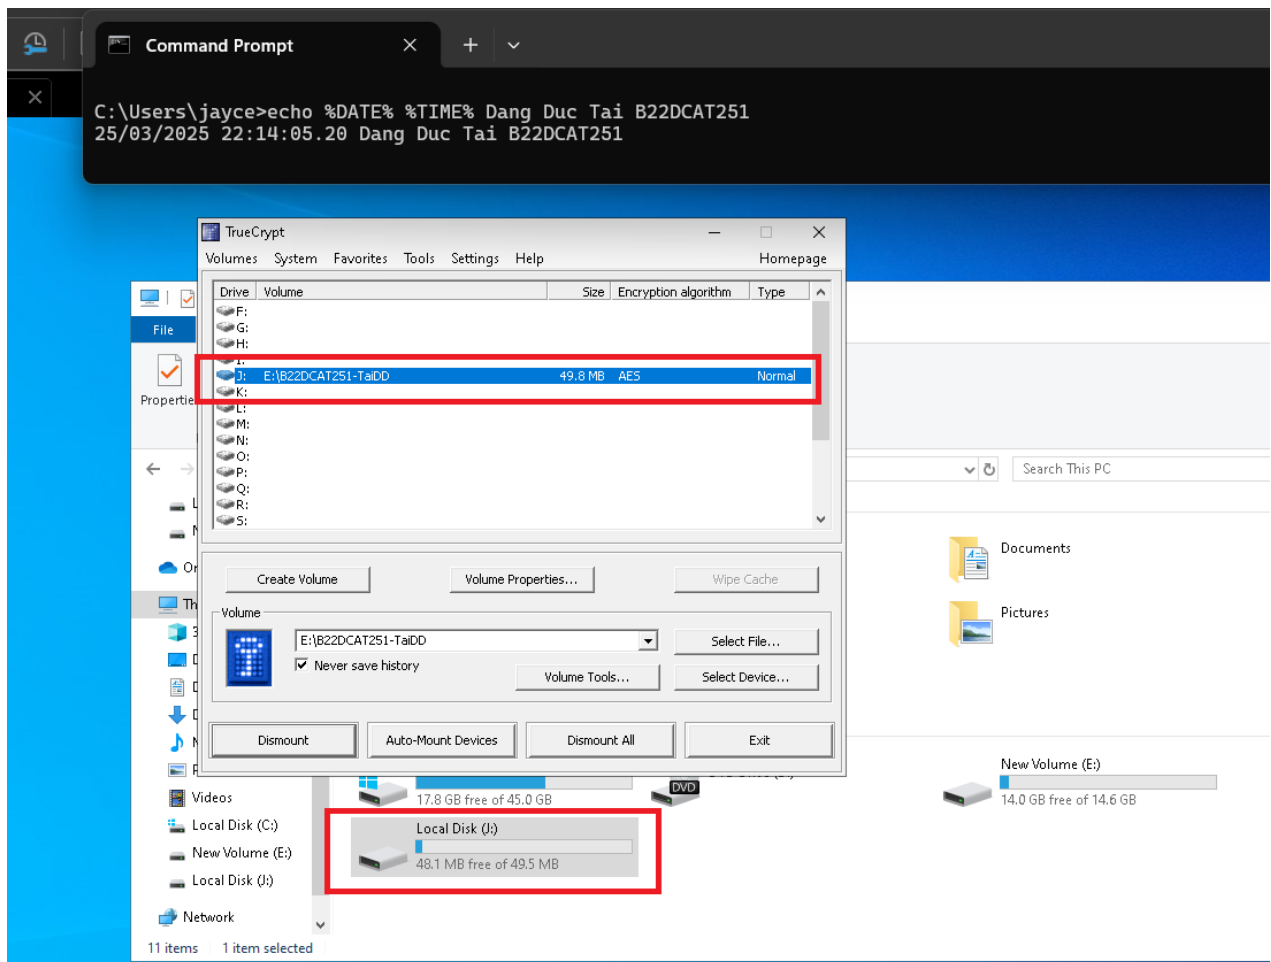 Command Prompt
C:\Users\jayce>echo %DATE% %TIME% Dang Duc Tai B22DCAT251
25/03/2025 22:14:05.20 Dang Duc Tai B22DCAT251
TrueCrypt
Volumes System Favorites Tools Settings Help Homepage
Drive Volume Size Encryption algorithm Type
F:
G:
H:
I:
J: E:\B22DCAT251-TaiDD 49.8 MB AES Normal
K:
L:
M:
N:
O:
P:
Q:
R:
S:
Create Volume Volume Properties... Wipe Cache
Volume
E:\B22DCAT251-TaiDD Select File...
Never save history
Volume Tools... Select Device...
Dismount Auto-Mount Devices Dismount All Exit
File
Search This PC
Documents
Pictures
DVD
17.8 GB free of 45.0 GB
New Volume (E:)
14.0 GB free of 14.6 GB
Local Disk (J:)
48.1 MB free of 49.5 MB
Videos
Local Disk (C:)
New Volume (E:)
Local Disk (J:)
Network
11 items 1 item selected